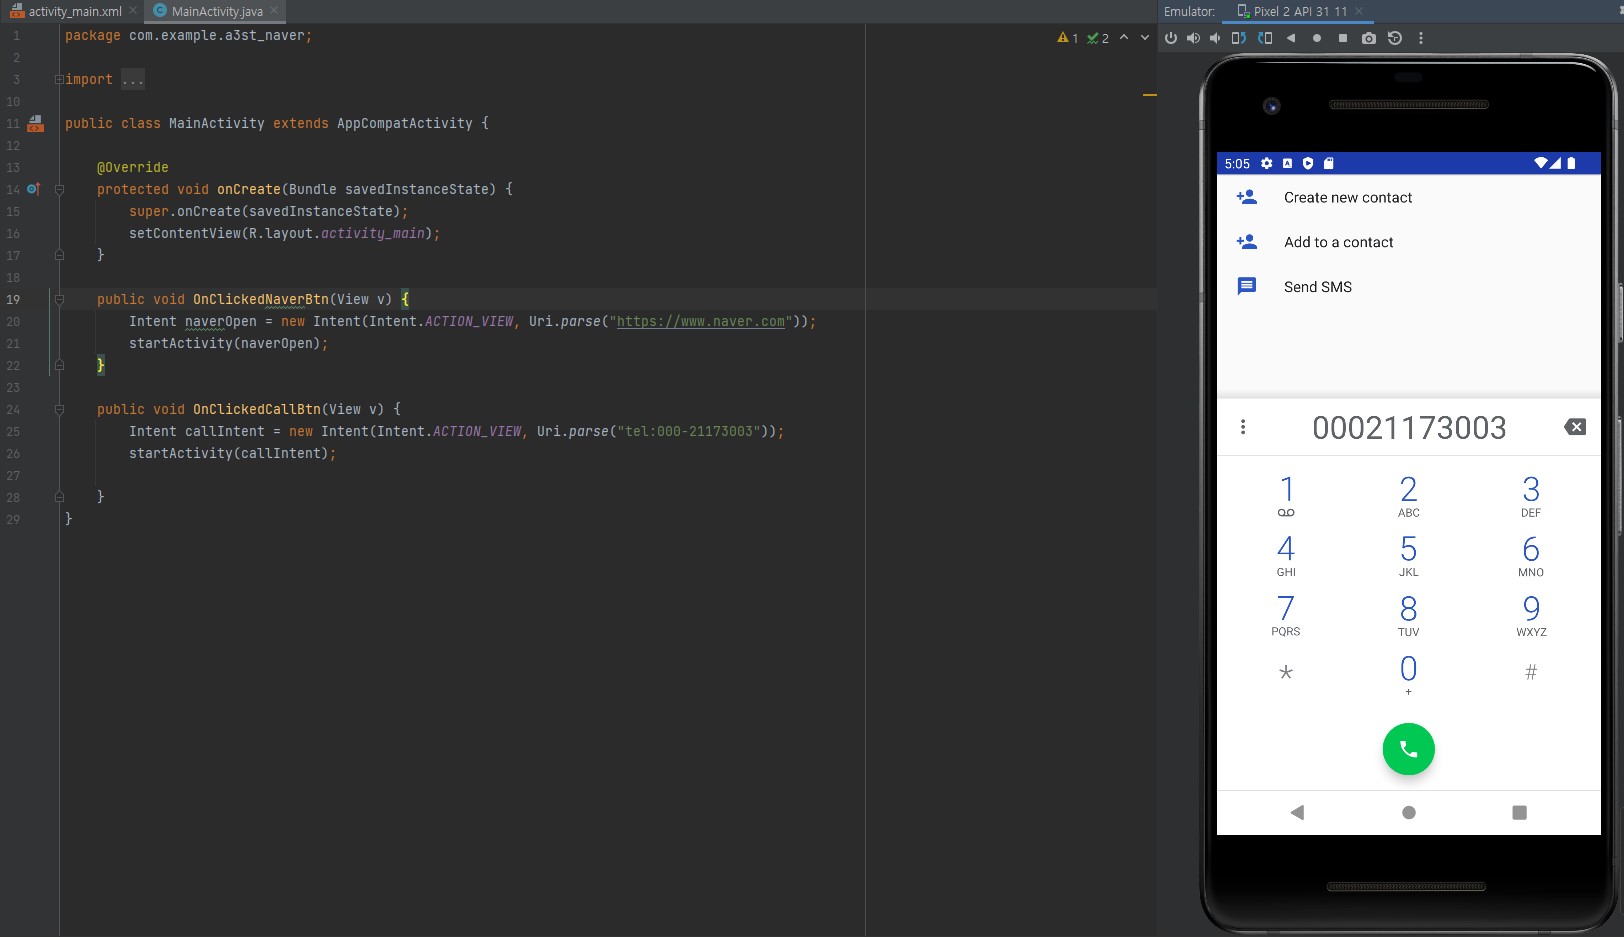 activity_main.xml
MainActivity.java
Emulator:
Pixel 2 API 31 11
1 package com.example.a3st_naver;
1
2
2
3 import ...
10
11 public class MainActivity extends AppCompatActivity {
12
13 @Override
14 protected void onCreate(Bundle savedInstanceState) {
15 super.onCreate(savedInstanceState);
16 setContentView(R.layout.activity_main);
17 }
18
19 public void OnClickedNaverBtn(View v) {
20 Intent naverOpen = new Intent(Intent.ACTION_VIEW, Uri.parse("https://www.naver.com"));
21 startActivity(naverOpen);
22 }
23
24 public void OnClickedCallBtn(View v) {
25 Intent callIntent = new Intent(Intent.ACTION_VIEW, Uri.parse("tel:000-21173003"));
26 startActivity(callIntent);
27
28 }
29 }
5:05
Create new contact
Add to a contact
Send SMS
00021173003
1 2 3
ABC DEF
4 5 6
GHI JKL MNO
7 8 9
PQRS TUV WXYZ
* 0 #
+